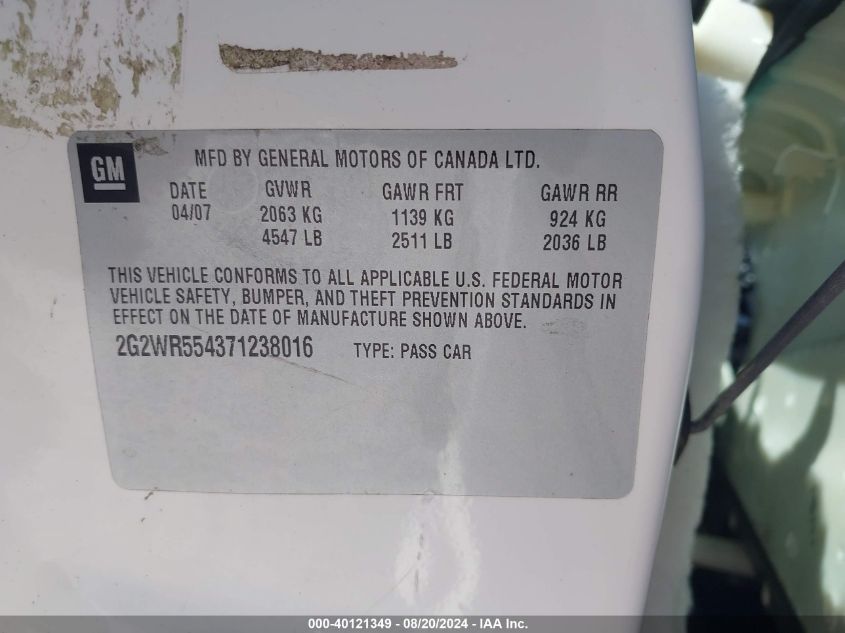 GM
MFD BY GENERAL MOTORS OF CANADA LTD.
DATE GVWR GAWR FRT GAWR RR
04/07 2063 KG 1139 KG 924 KG
4547 LB 2511 LB 2036 LB
THIS VEHICLE CONFORMS TO ALL APPLICABLE U.S. FEDERAL MOTOR
VEHICLE SAFETY, BUMPER, AND THEFT PREVENTION STANDARDS IN
EFFECT ON THE DATE OF MANUFACTURE SHOWN ABOVE.
2G2WR554371238016 TYPE: PASS CAR
000-40121349 - 08/20/2024 - IAA Inc.